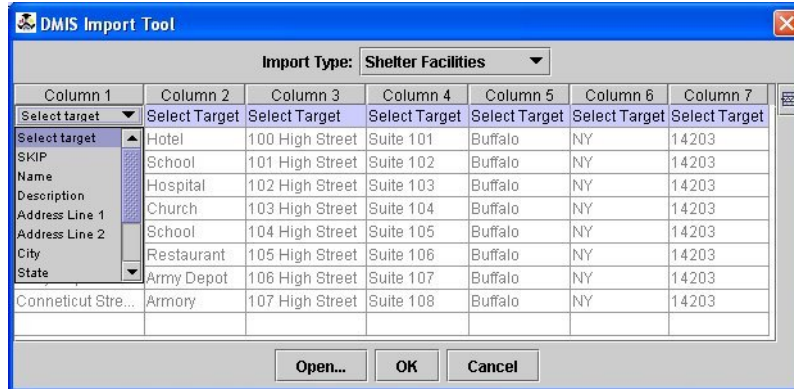 DMIS Import Tool
Import Type: Shelter Facilities
Column 1 Column 2 Column 3 Column 4 Column 5 Column 6 Column 7
Select target Select Target Select Target Select Target Select Target Select Target Select Target
Select target Hotel 100 High Street Suite 101 Buffalo NY 14203
SKIP School 101 High Street Suite 102 Buffalo NY 14203
Name Hospital 102 High Street Suite 103 Buffalo NY 14203
Description
Address Line 1 Church 103 High Street Suite 104 Buffalo NY 14203
Address Line 2 School 104 High Street Suite 105 Buffalo NY 14203
City Restaurant 105 High Street Suite 106 Buffalo NY 14203
State Army Depot 106 High Street Suite 107 Buffalo NY 14203
Conneticut Stre... Armory 107 High Street Suite 108 Buffalo NY 14203
Open... OK Cancel